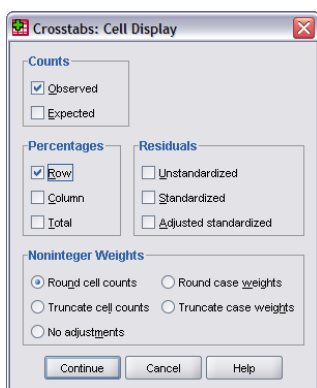 Crosstabs: Cell Display
Counts
Observed
Expected
Percentages
Row
Column
Total
Residuals
Unstandardized
Standardized
Adjusted standardized
Noninteger Weights
Round cell counts
Round case weights
Truncate cell counts
Truncate case weights
No adjustments
Continue
Cancel
Help